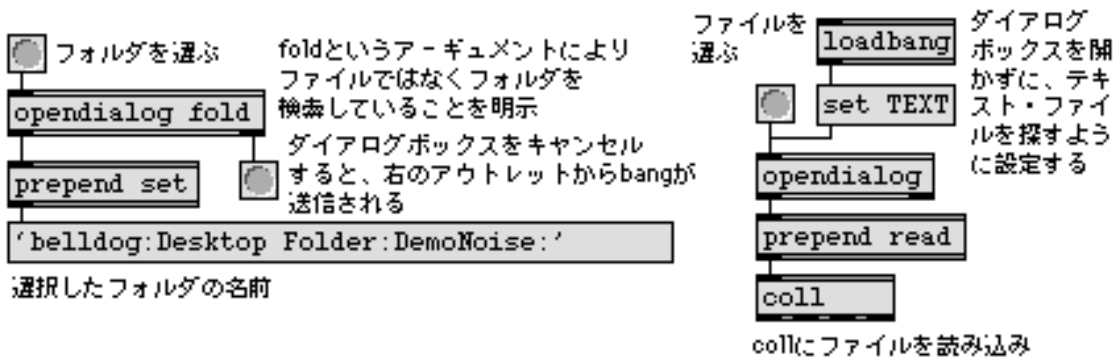 フォルダを選ぶ
foldというアーギュメントにより
ファイルではなくフォルダを
検索していることを明示
opendialog fold
ダイアログボックスをキャンセル
すると、右のアウトレットからbangが
送信される
prepend set
‘belldog:Desktop Folder:DemoNoise:’
選択したフォルダの名前
ファイルを
選ぶ
loadbang
set TEXT
ダイアログ
ボックスを開
かずに、テキ
スト・ファイ
ルを探すよう
に設定する
opendialog
prepend read
coll
collにファイルを読み込み